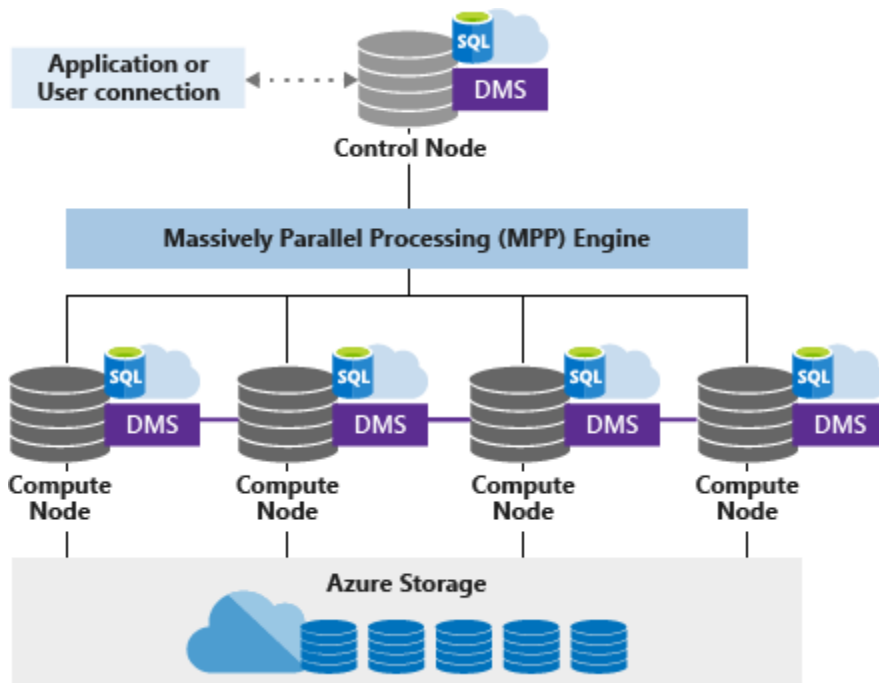 SQL
Application or
User connection
DMS
Control Node
Massively Parallel Processing (MPP) Engine
SQL SQL SQL SQL
DMS DMS DMS DMS
Compute Compute Compute Compute
Node Node Node Node
Azure Storage